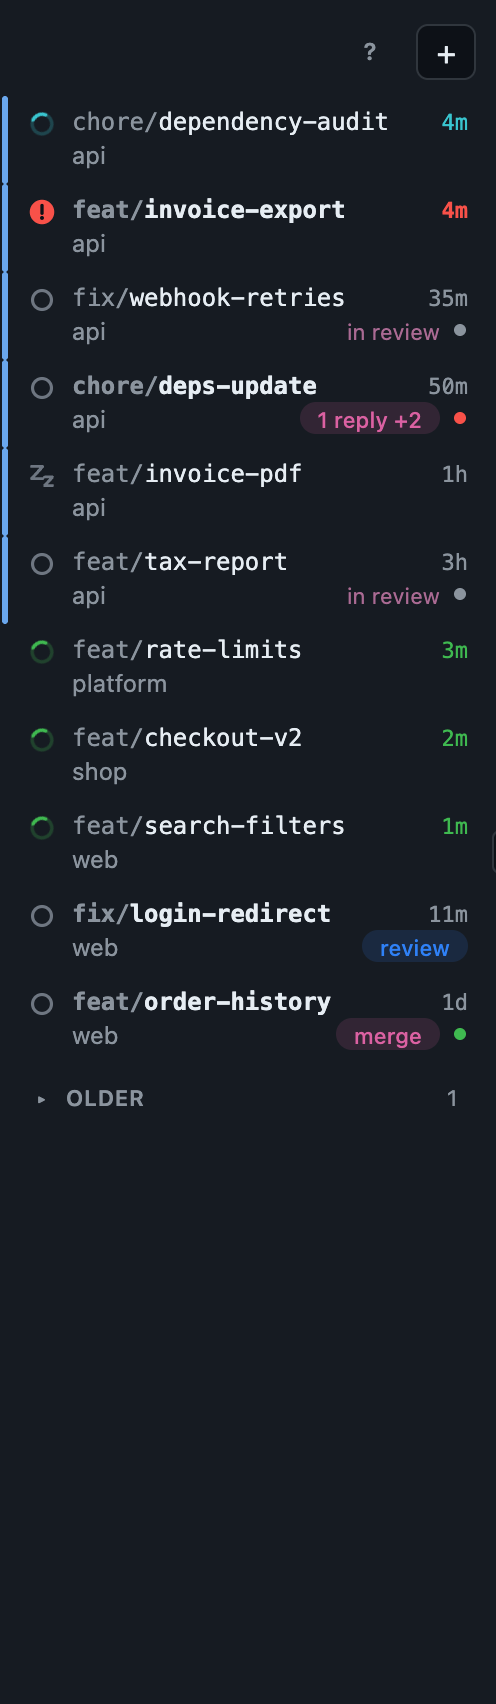 ?
+
chore/dependency-audit 4m
api
! feat/invoice-export 4m
api
fix/webhook-retries 35m
api in review
chore/deps-update 50m
api 1 reply +2
zz feat/invoice-pdf 1h
api
feat/tax-report 3h
api in review
feat/rate-limits 3m
platform
feat/checkout-v2 2m
shop
feat/search-filters 1m
web
fix/login-redirect 11m
web review
feat/order-history 1d
web merge
OLDER 1